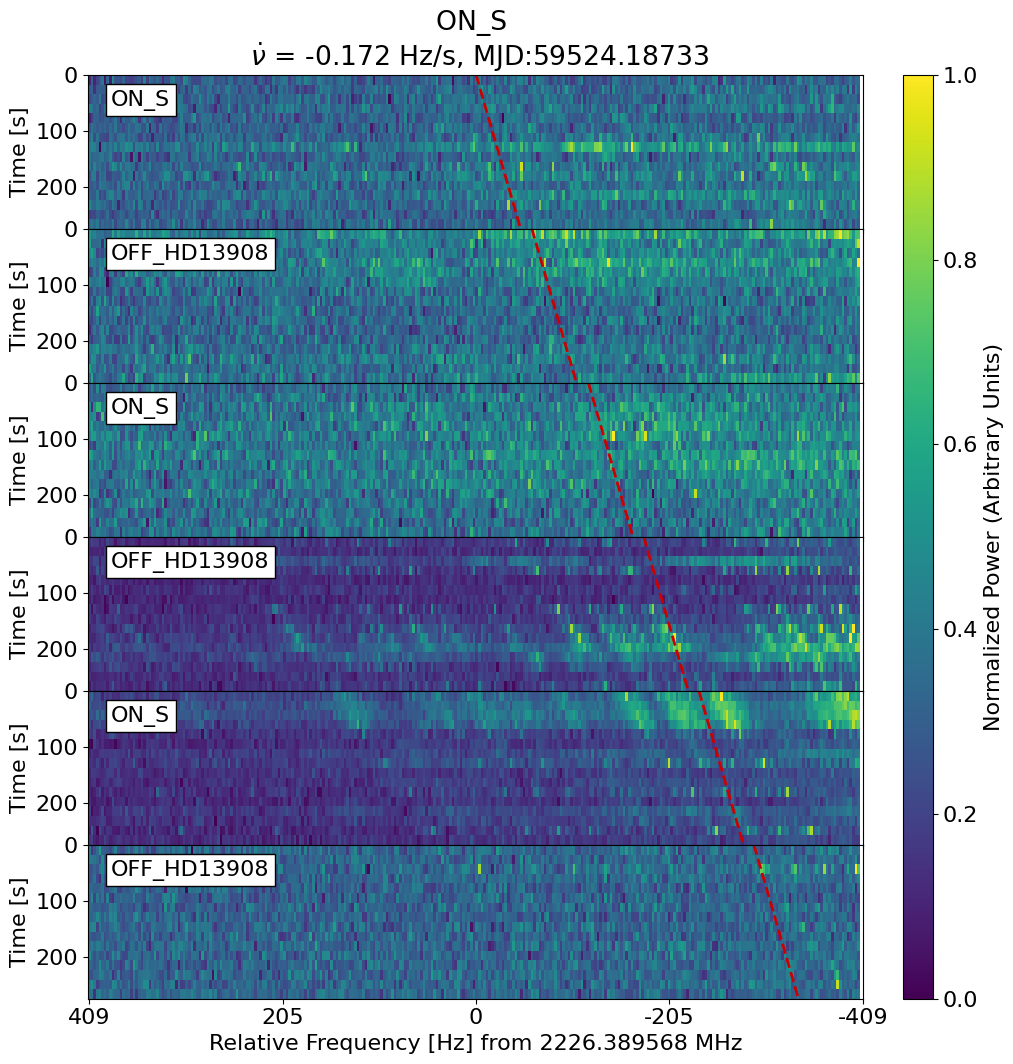 ON_S
ν̇ = -0.172 Hz/s, MJD:59524.18733
0
ON_S
100
Time [s]
200
0
OFF_HD13908
100
Time [s]
200
0
ON_S
100
Time [s]
200
0
OFF_HD13908
100
Time [s]
200
0
ON_S
100
Time [s]
200
0
OFF_HD13908
100
Time [s]
200
409 205 0 -205 -409
Relative Frequency [Hz] from 2226.389568 MHz
1.0
0.8
0.6
0.4
0.2
0.0
Normalized Power (Arbitrary Units)